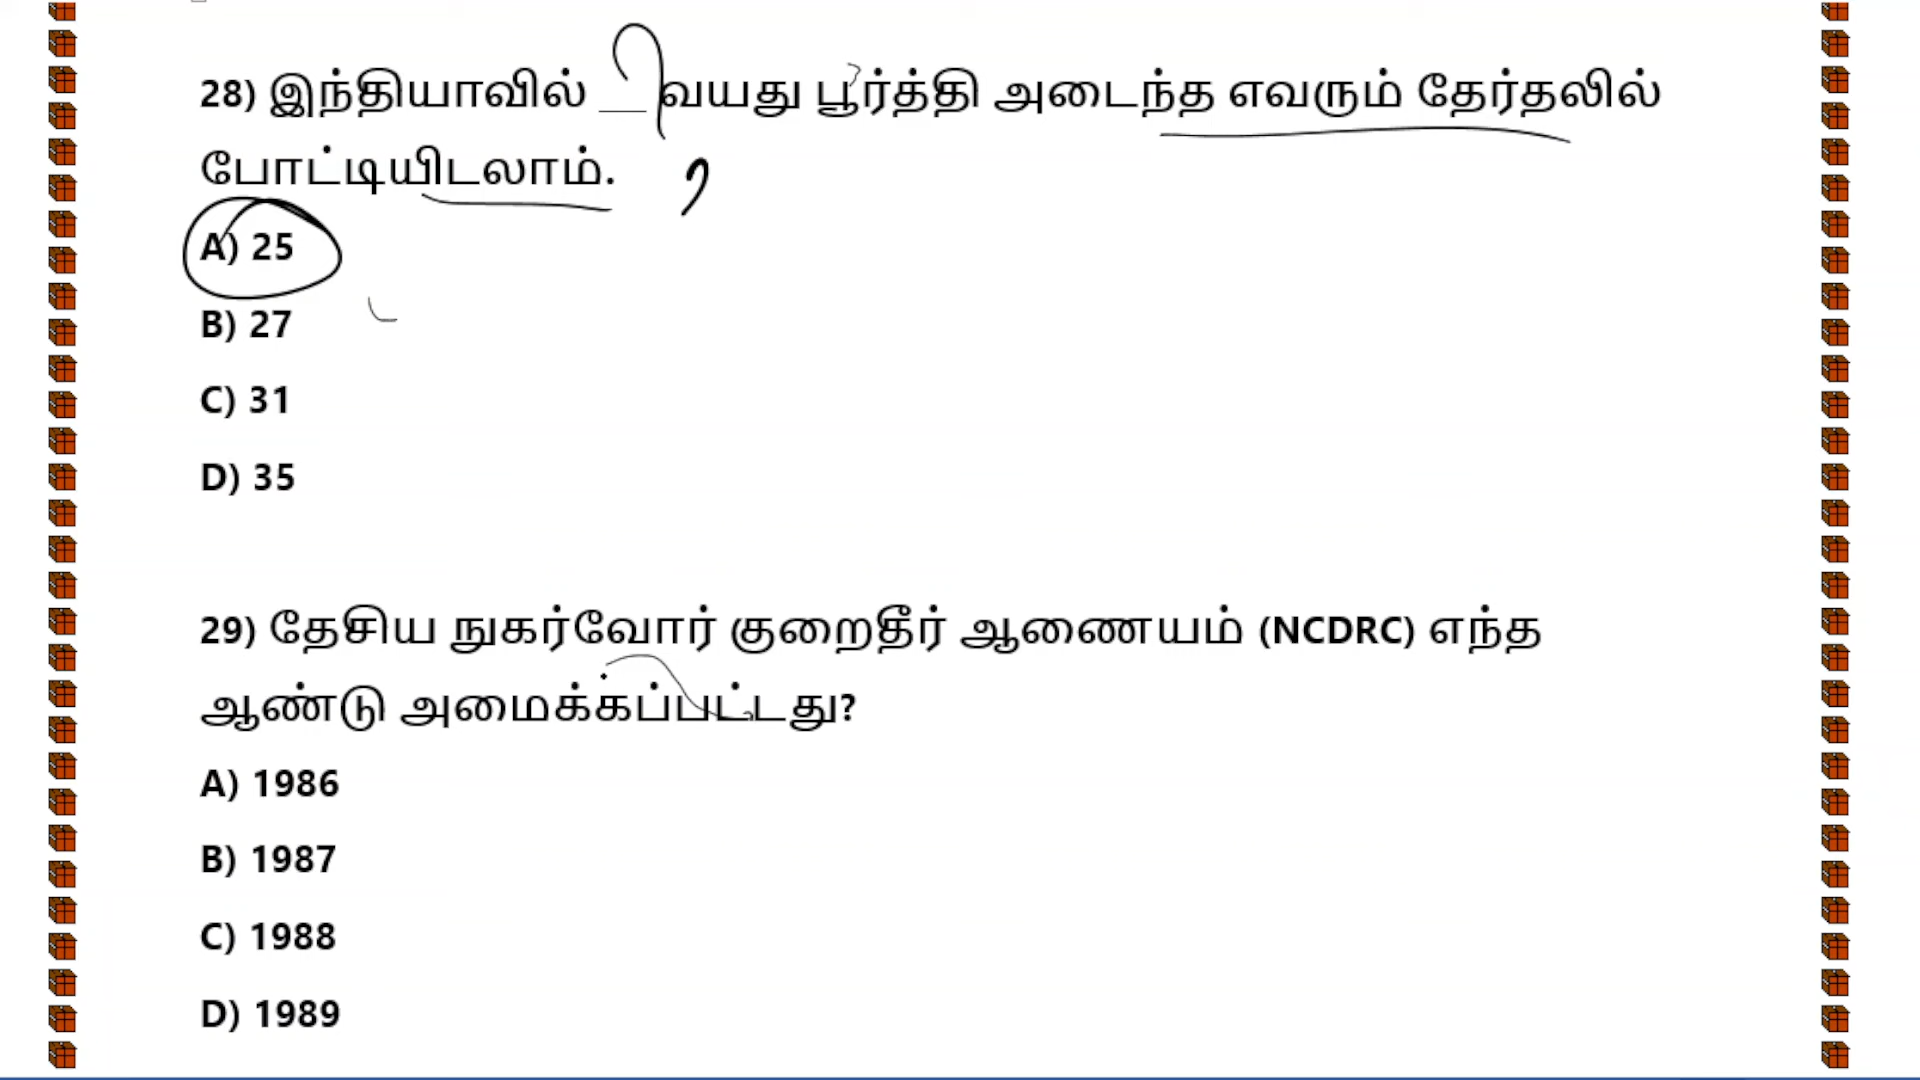 28) இந்தியாவில் __ வயது பூர்த்தி அடைந்த எவரும் தேர்தலில்
போட்டியிடலாம்.
A) 25
B) 27
C) 31
D) 35
29) தேசிய நுகர்வோர் குறைதீர் ஆணையம் (NCDRC) எந்த
ஆண்டு அமைக்கப்பட்டது?
A) 1986
B) 1987
C) 1988
D) 1989